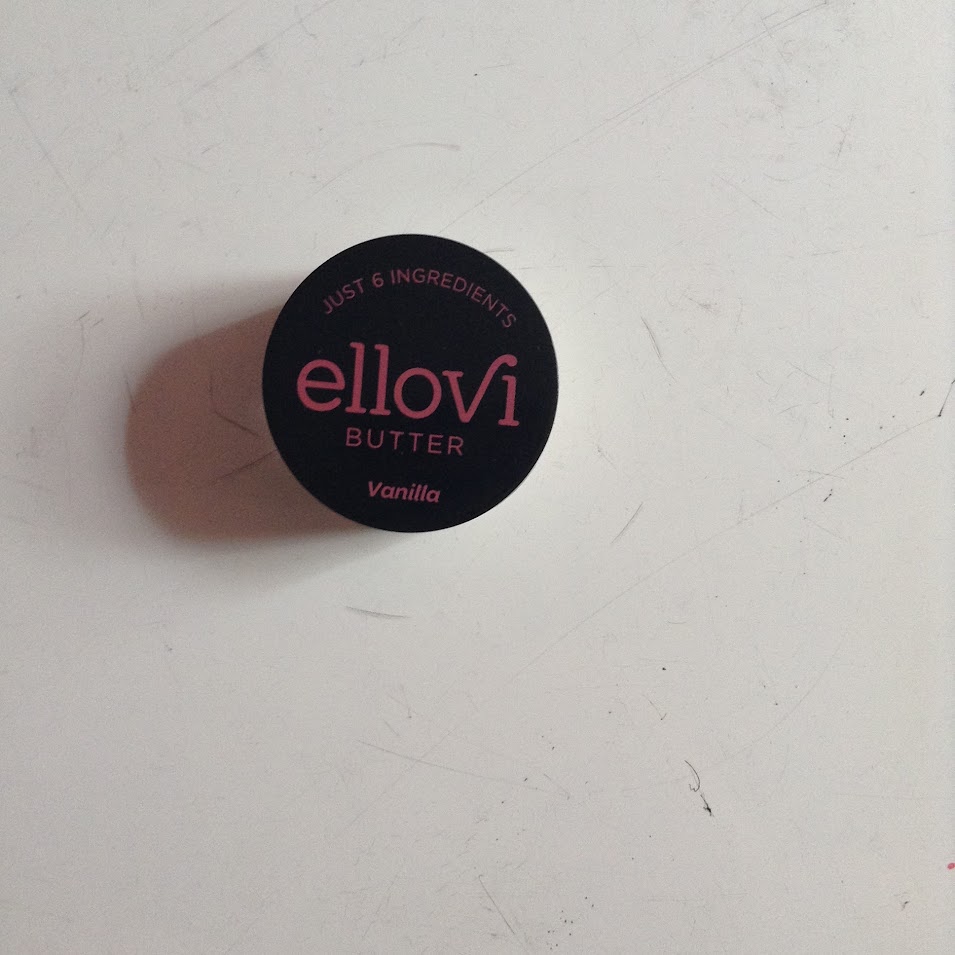 JUST 6 INGREDIENTS
ellovi
BUTTER
Vanilla